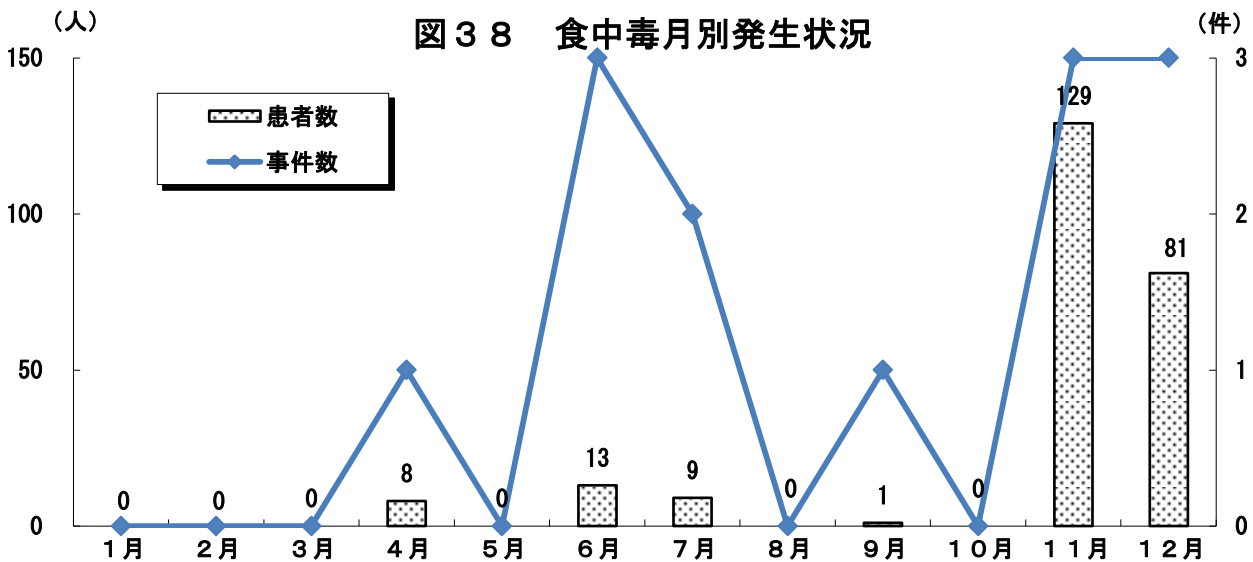 (人)
図３８　食中毒月別発生状況
(件)
150
100
50
0
患者数
事件数
0
0
0
8
0
13
9
0
1
0
129
81
3
2
1
0
１月
２月
３月
４月
５月
６月
７月
８月
９月
１０月
１１月
１２月